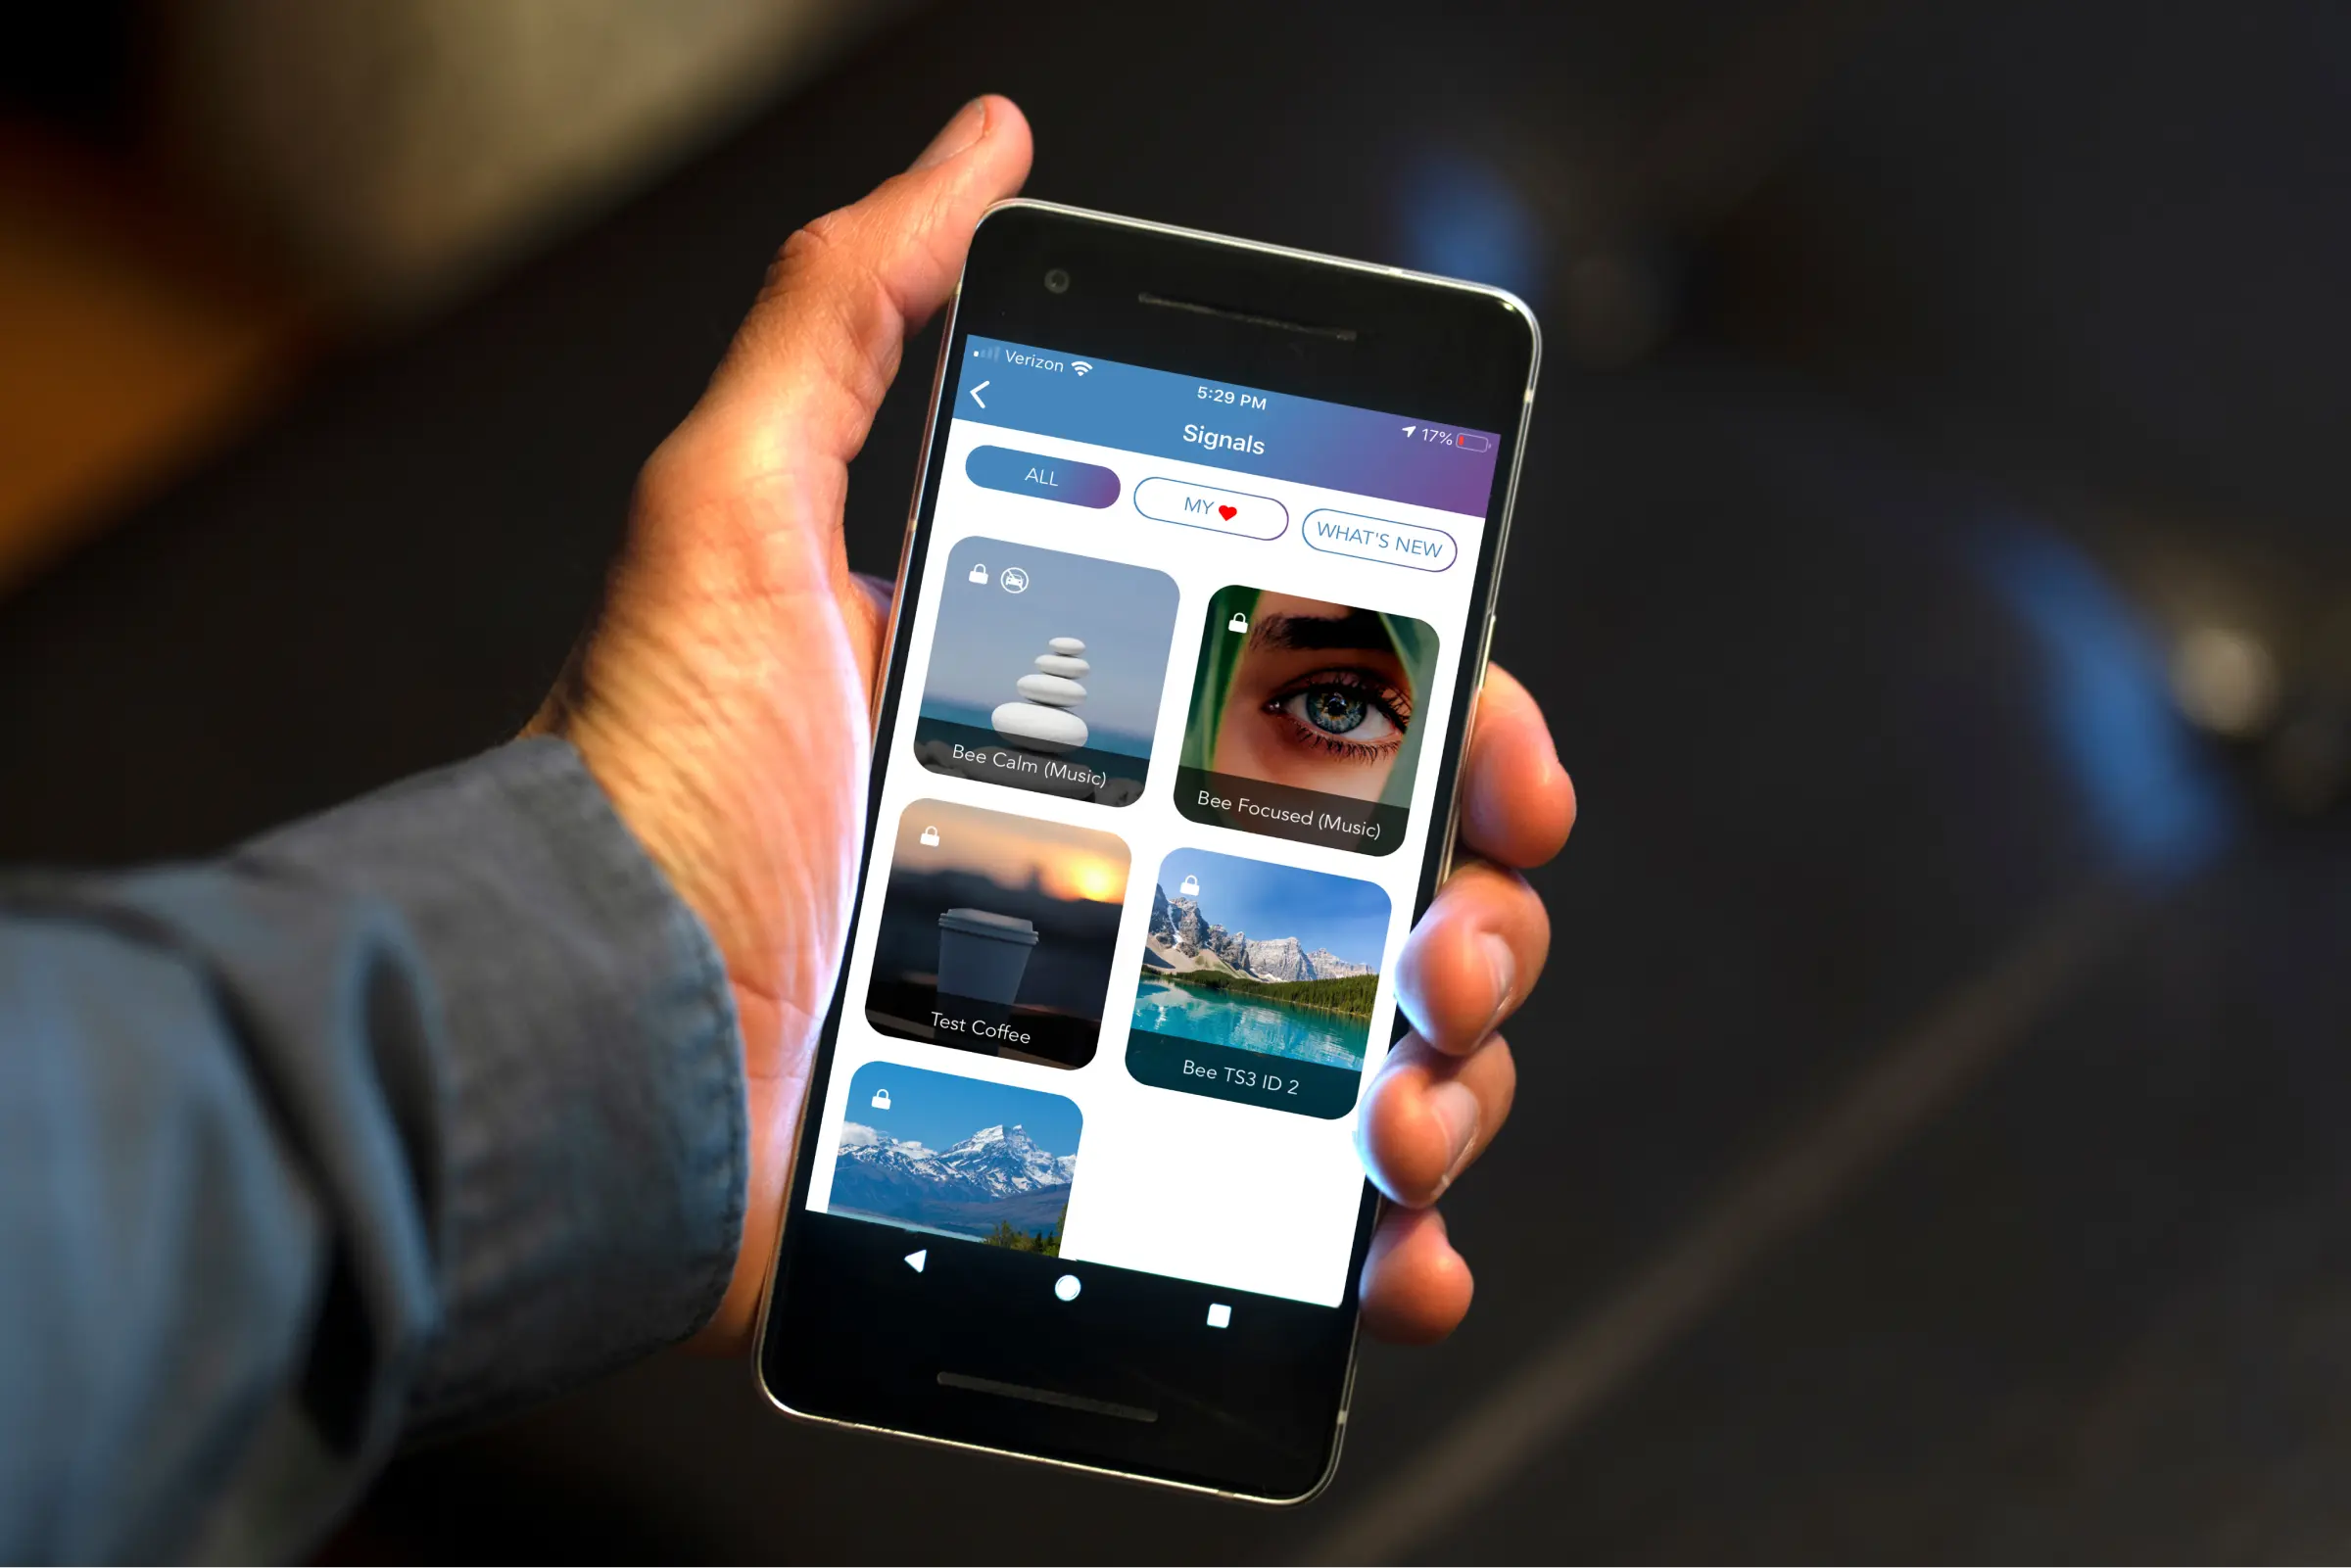 Verizon
5:29 PM
17%
Signals
ALL
MY
WHAT'S NEW
Bee Calm (Music)
Bee Focused (Music)
Test Coffee
Bee TS3 ID 2